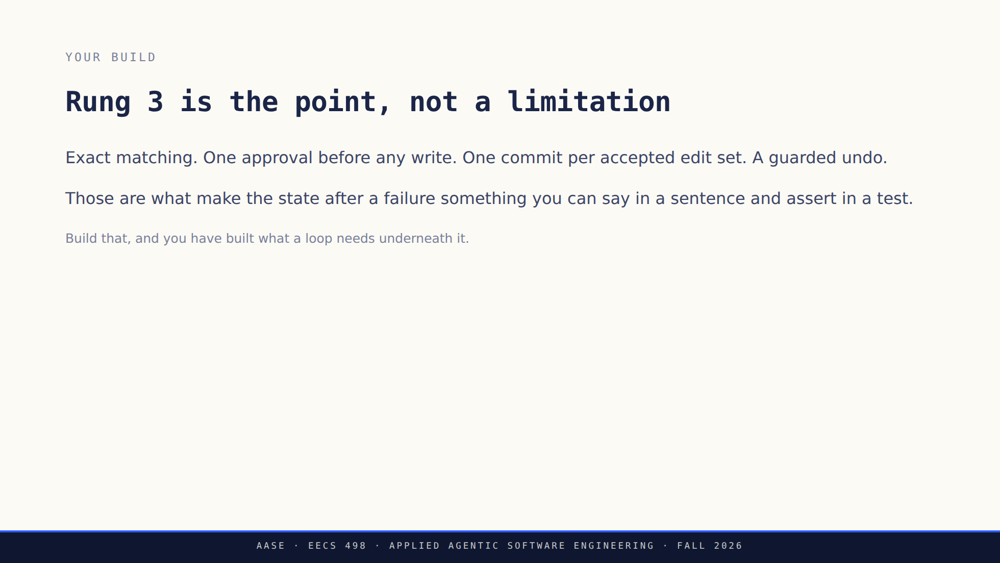 YOUR BUILD
Rung 3 is the point, not a limitation
Exact matching. One approval before any write. One commit per accepted edit set. A guarded undo.
Those are what make the state after a failure something you can say in a sentence and assert in a test.
Build that, and you have built what a loop needs underneath it.
AASE · EECS 498 · APPLIED AGENTIC SOFTWARE ENGINEERING · FALL 2026